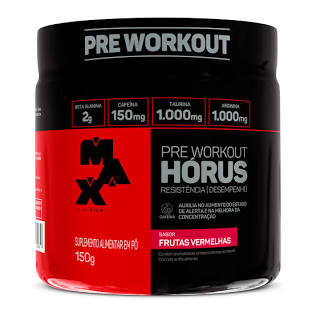 PRE WORKOUT
BETA ALANINA
2g
CAFEÍNA
150mg
TAURINA
1.000mg
ARGININA
1.000mg
MAX
TITANIUM
PRE WORKOUT
HÓRUS
RESISTÊNCIA | DESEMPENHO
CAFEÍNA
AUXILIA NO AUMENTO DO ESTADO
DE ALERTA E NA MELHORA DA
CONCENTRAÇÃO
SABOR
FRUTAS VERMELHAS
SUPLEMENTO ALIMENTAR EM PÓ
150g